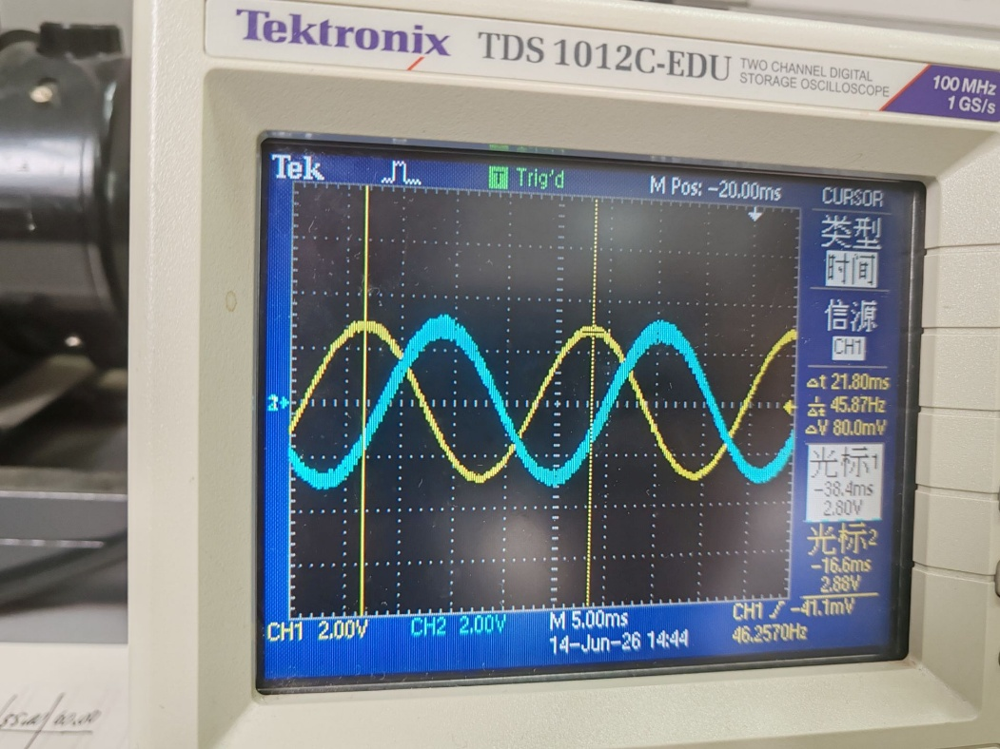 Tektronix TDS 1012C-EDU TWO CHANNEL DIGITAL
STORAGE OSCILLOSCOPE
100 MHz
1 GS/s
Tek Trig'd M Pos: -20.00ms CURSOR
类型
时间
信源
CH1
Δt 21.80ms
1/Δt 45.87Hz
ΔV 80.0mV
光标1
-38.4ms
2.80V
光标2
-16.6ms
2.88V
2
CH1 2.00V CH2 2.00V M 5.00ms CH1 -41.1mV
14-Jun-26 14:44 46.2570Hz